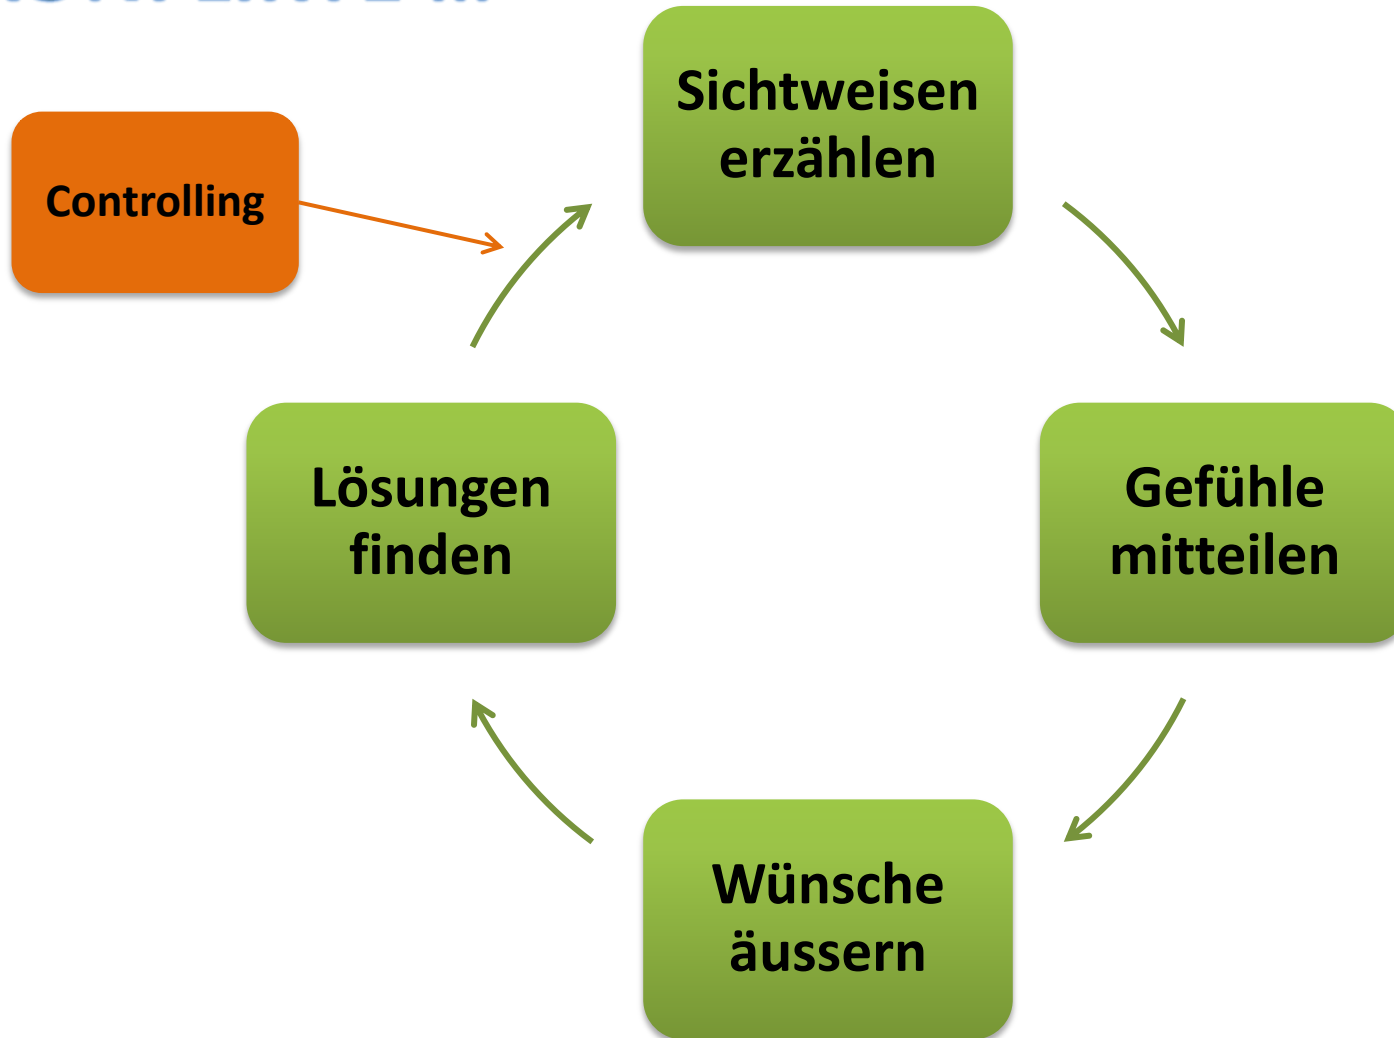 Sichtweisen
erzählen
Controlling
Lösungen
finden
Gefühle
mitteilen
Wünsche
äussern